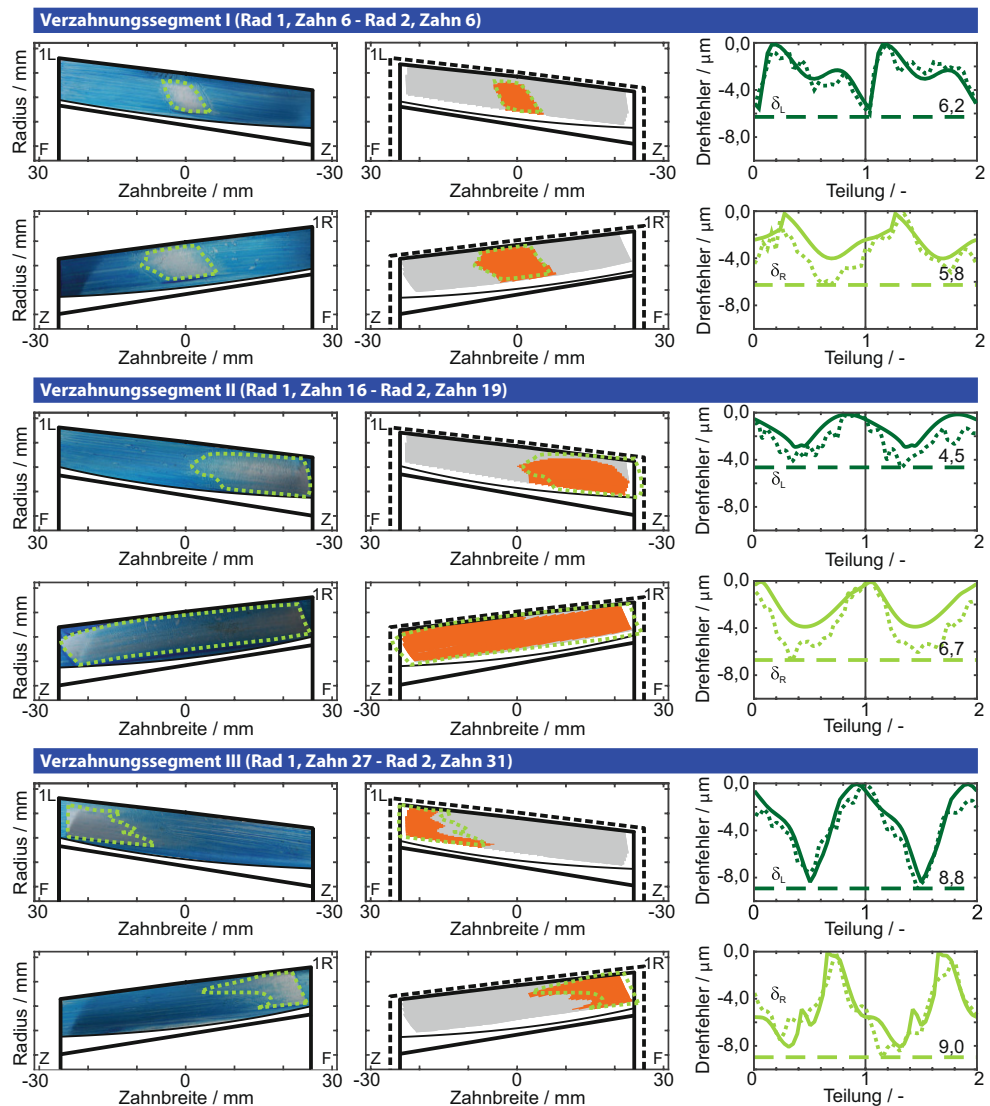 Verzahnungssegment I (Rad 1, Zahn 6 - Rad 2, Zahn 6)
Radius / mm
1L
F
Z
30 0 -30
Zahnbreite / mm
1L
F
Z
30 0 -30
Zahnbreite / mm
Drehfehler / µm
0,0
-4,0
-8,0
δL
6,2
0 1 2
Teilung / -
Radius / mm
1R
Z
F
-30 0 30
Zahnbreite / mm
1R
Z
F
-30 0 30
Zahnbreite / mm
Drehfehler / µm
0,0
-4,0
-8,0
δR
5,8
0 1 2
Teilung / -
Verzahnungssegment II (Rad 1, Zahn 16 - Rad 2, Zahn 19)
Radius / mm
1L
F
Z
30 0 -30
Zahnbreite / mm
1L
F
Z
30 0 -30
Zahnbreite / mm
Drehfehler / µm
0,0
-4,0
-8,0
δL
4,5
0 1 2
Teilung / -
Radius / mm
1R
Z
F
-30 0 30
Zahnbreite / mm
1R
Z
F
-30 0 30
Zahnbreite / mm
Drehfehler / µm
0,0
-4,0
-8,0
δR
6,7
0 1 2
Teilung / -
Verzahnungssegment III (Rad 1, Zahn 27 - Rad 2, Zahn 31)
Radius / mm
1L
F
Z
30 0 -30
Zahnbreite / mm
1L
F
Z
30 0 -30
Zahnbreite / mm
Drehfehler / µm
0,0
-4,0
-8,0
δL
8,8
0 1 2
Teilung / -
Radius / mm
1R
Z
F
-30 0 30
Zahnbreite / mm
1R
Z
F
-30 0 30
Zahnbreite / mm
Drehfehler / µm
0,0
-4,0
-8,0
δR
9,0
0 1 2
Teilung / -